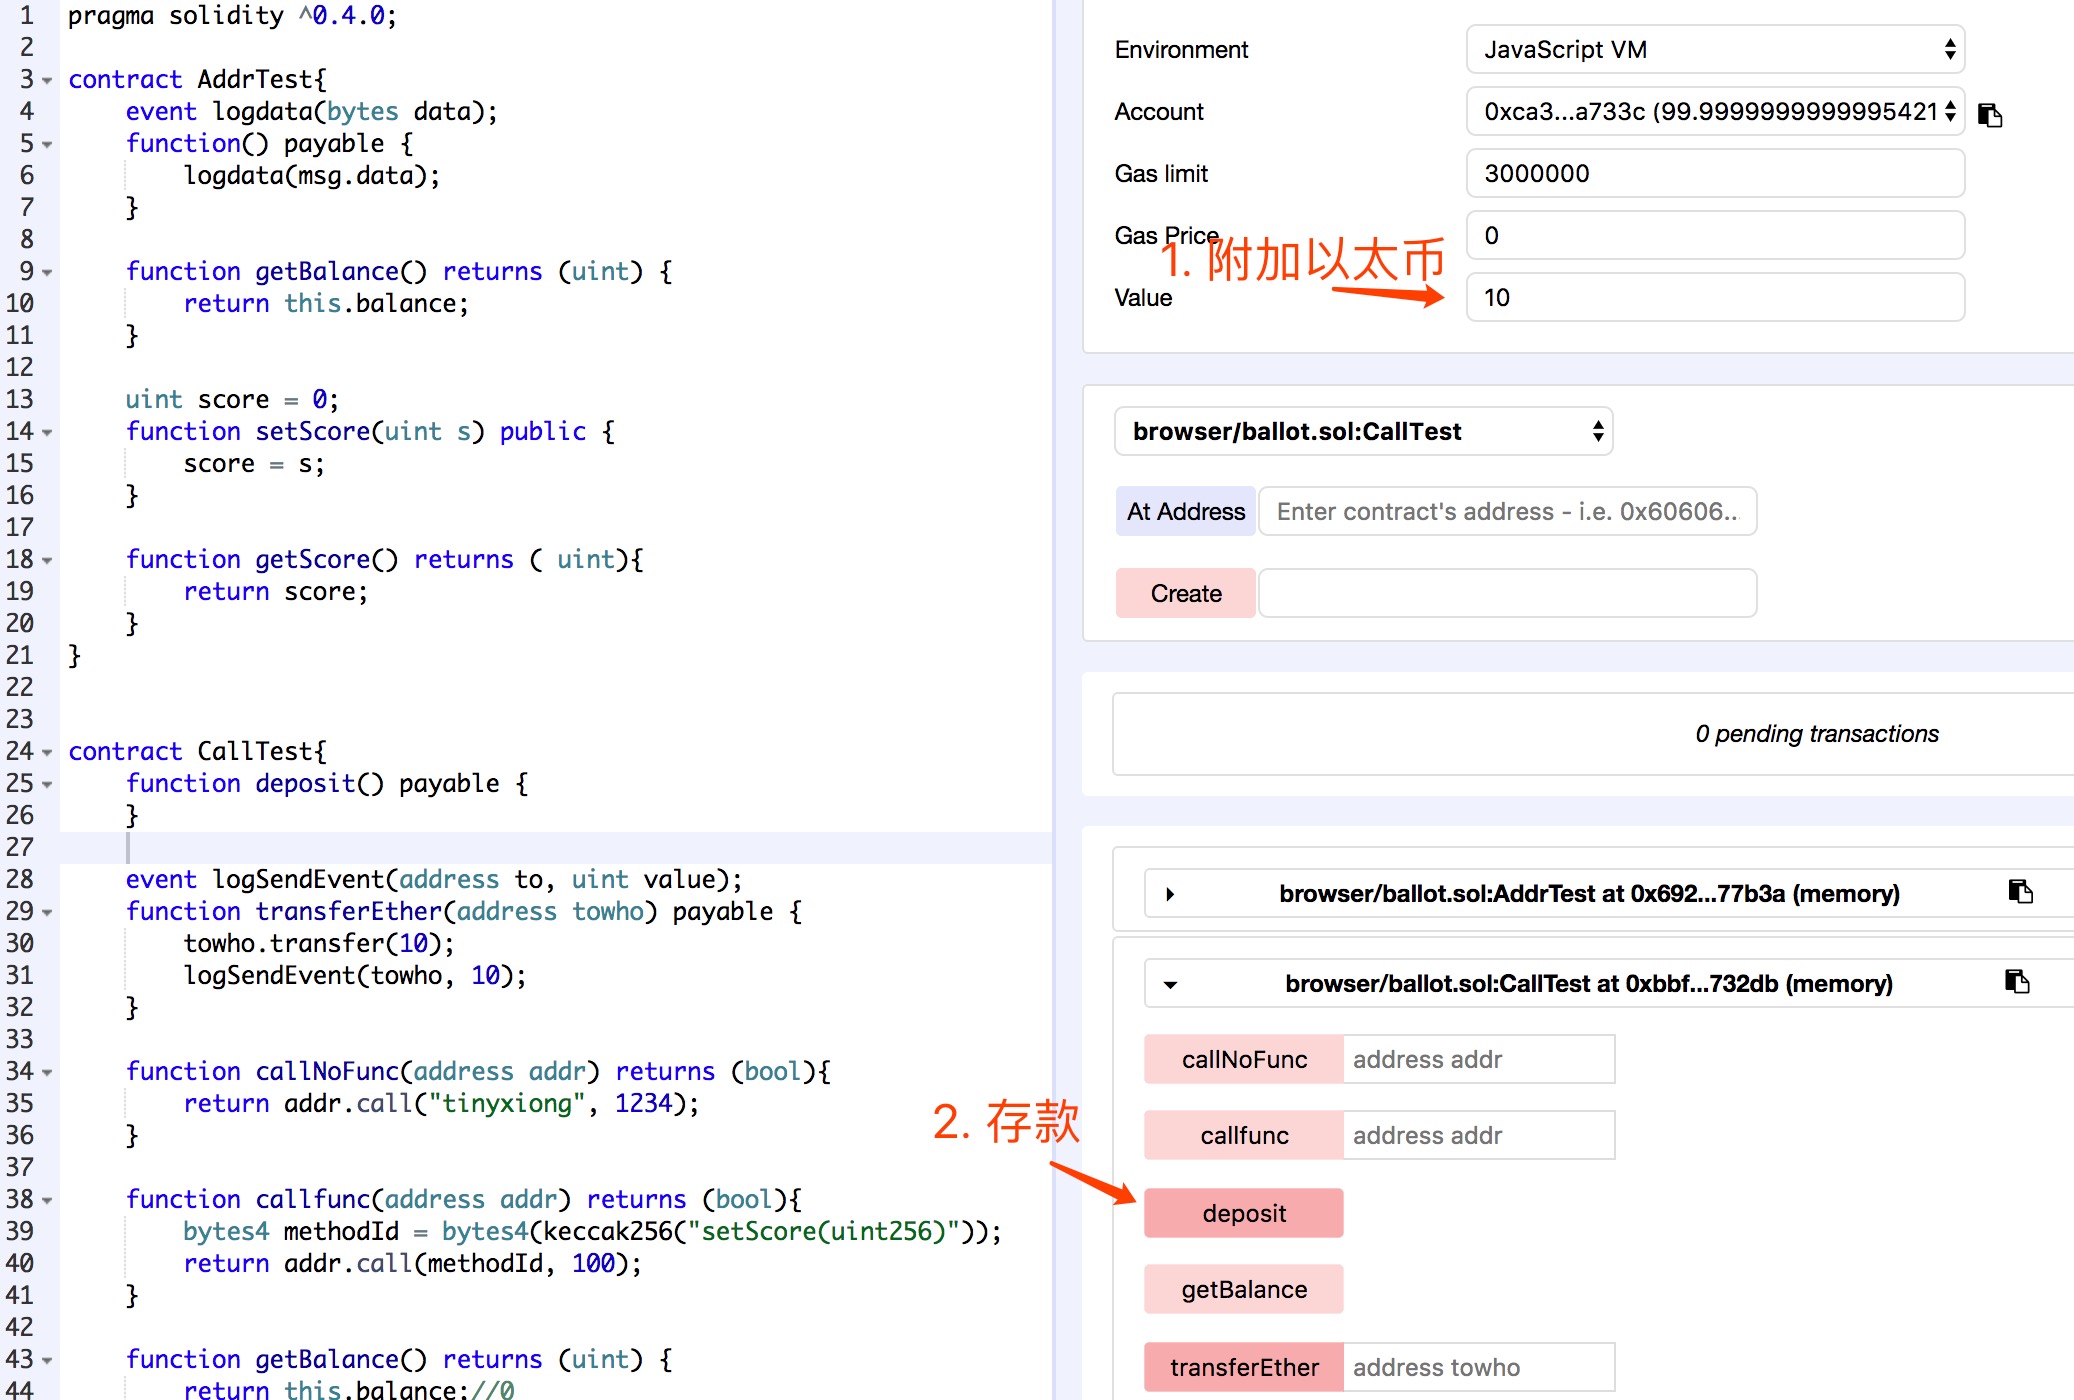 1 pragma solidity ^0.4.0;
2
3 contract AddrTest{
4     event logdata(bytes data);
5     function() payable {
6         logdata(msg.data);
7     }
8
9     function getBalance() returns (uint) {
10         return this.balance;
11     }
12
13     uint score = 0;
14     function setScore(uint s) public {
15         score = s;
16     }
17
18     function getScore() returns ( uint){
19         return score;
20     }
21 }
22
23
24 contract CallTest{
25     function deposit() payable {
26     }
27
28     event logSendEvent(address to, uint value);
29     function transferEther(address towho) payable {
30         towho.transfer(10);
31         logSendEvent(towho, 10);
32     }
33
34     function callNoFunc(address addr) returns (bool){
35         return addr.call("tinyxiong", 1234);
36     }
37
38     function callfunc(address addr) returns (bool){
39         bytes4 methodId = bytes4(keccak256("setScore(uint256)"));
40         return addr.call(methodId, 100);
41     }
42
43     function getBalance() returns (uint) {
44         return this.balance;//0
Environment JavaScript VM
Account 0xca3...a733c (99.9999999999995421
Gas limit 3000000
Gas Price 0
1. 附加以太币
Value 10
browser/ballot.sol:CallTest
At Address Enter contract's address - i.e. 0x60606...
Create
0 pending transactions
browser/ballot.sol:AddrTest at 0x692...77b3a (memory)
browser/ballot.sol:CallTest at 0xbbf...732db (memory)
callNoFunc address addr
2. 存款
callfunc address addr
deposit
getBalance
transferEther address towho